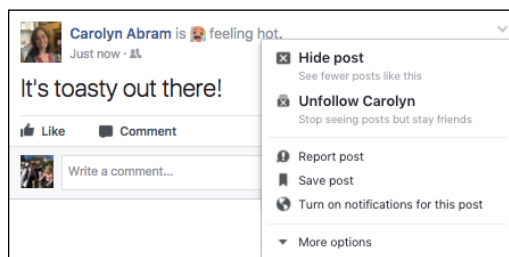 Carolyn Abram is 🥵 feeling hot.
Just now ·
It's toasty out there!
Like Comment
Write a comment...
Hide post
See fewer posts like this
Unfollow Carolyn
Stop seeing posts but stay friends
Report post
Save post
Turn on notifications for this post
More options